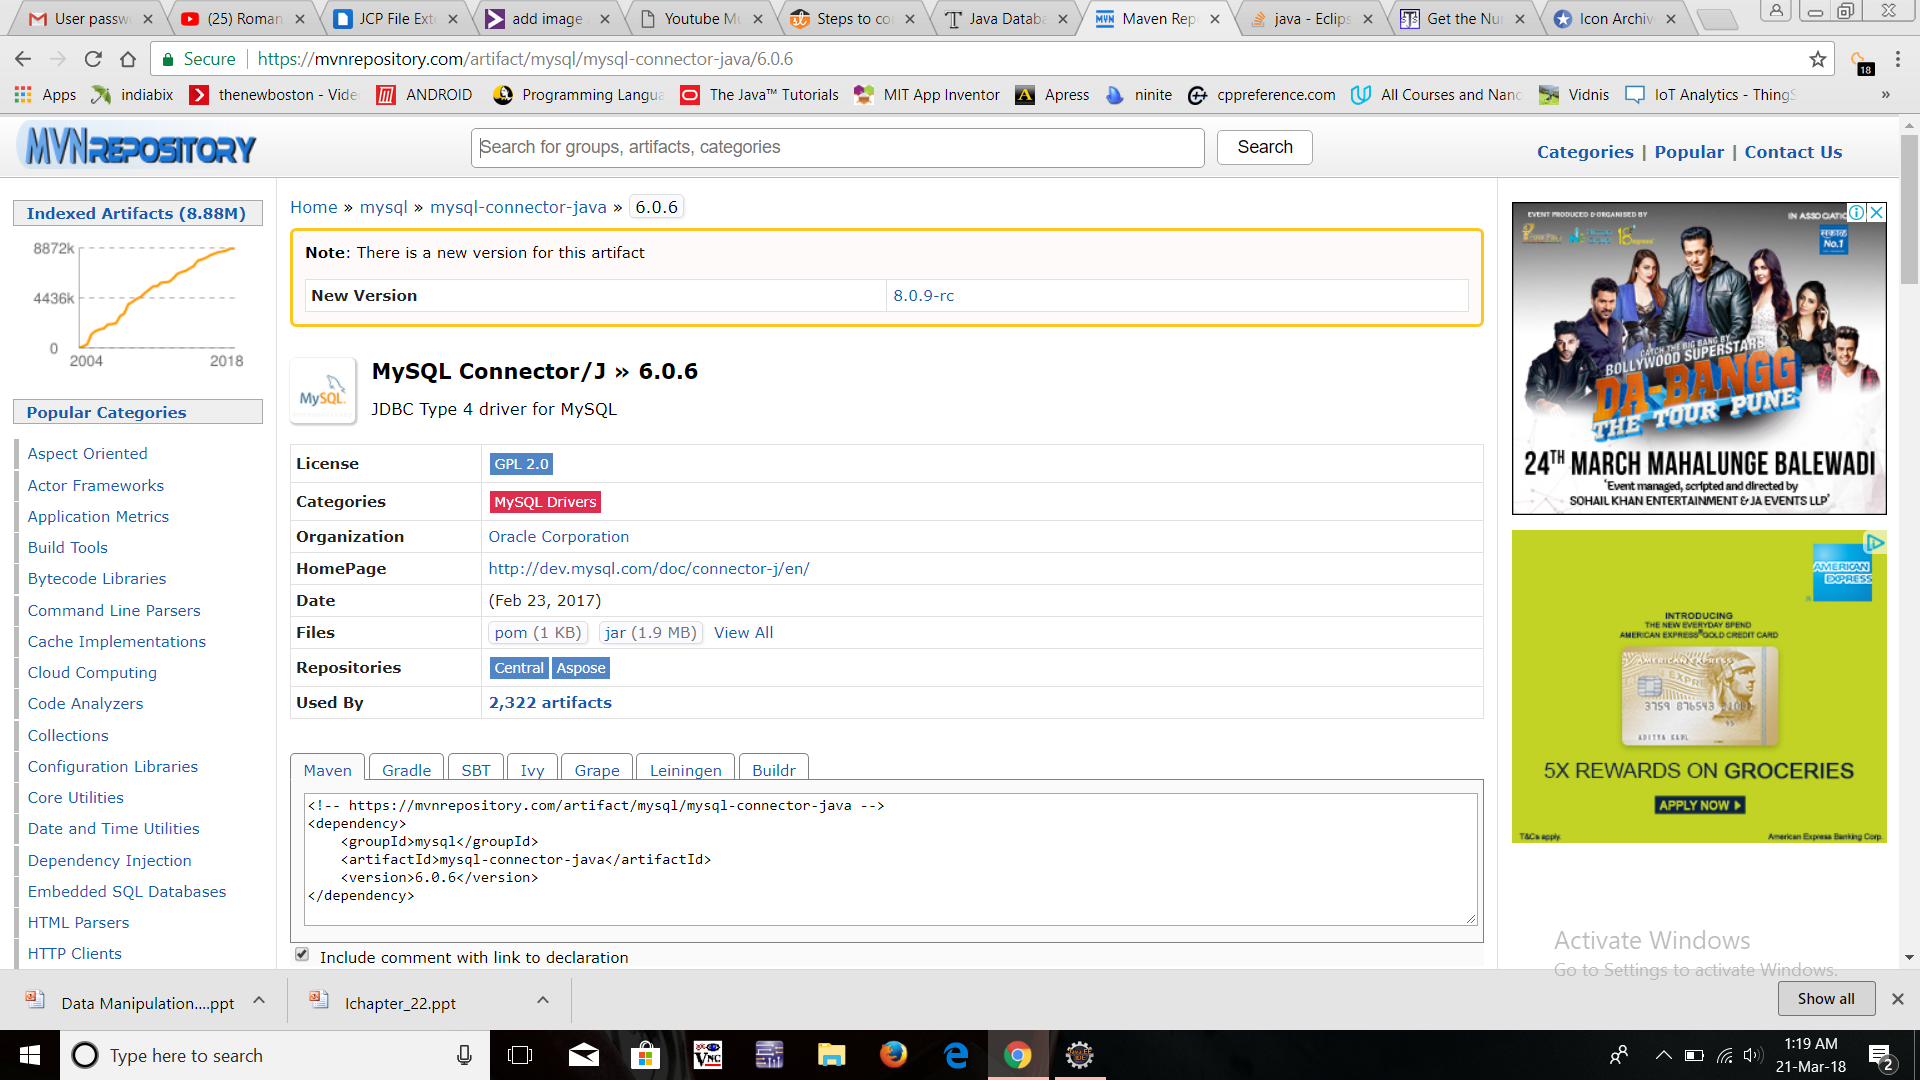 User passw
(25) Roman
JCP File Ext
add image
Youtube Mu
Steps to co
Java Datab
Maven Rep
java - Eclips
Get the Nu
Icon Archiv
Secure
https://mvnrepository.com/artifact/mysql/mysql-connector-java/6.0.6
18
Apps
indiabix
thenewboston - Vide
ANDROID
Programming Langua
The Java™ Tutorials
MIT App Inventor
Apress
ninite
cppreference.com
All Courses and Nan
Vidnis
IoT Analytics - ThingS
»
MVNREPOSITORY
Search for groups, artifacts, categories
Search
Categories | Popular | Contact Us
Indexed Artifacts (8.88M)
8872k
4436k
0
2004 2018
Popular Categories
Aspect Oriented
Actor Frameworks
Application Metrics
Build Tools
Bytecode Libraries
Command Line Parsers
Cache Implementations
Cloud Computing
Code Analyzers
Collections
Configuration Libraries
Core Utilities
Date and Time Utilities
Dependency Injection
Embedded SQL Databases
HTML Parsers
HTTP Clients
Home » mysql » mysql-connector-java » 6.0.6
Note: There is a new version for this artifact
New Version 8.0.9-rc
MySQL
MySQL Connector/J » 6.0.6
JDBC Type 4 driver for MySQL
License GPL 2.0
Categories MySQL Drivers
Organization Oracle Corporation
HomePage http://dev.mysql.com/doc/connector-j/en/
Date (Feb 23, 2017)
Files pom (1 KB) jar (1.9 MB) View All
Repositories Central Aspose
Used By 2,322 artifacts
Maven Gradle SBT Ivy Grape Leiningen Buildr
<!-- https://mvnrepository.com/artifact/mysql/mysql-connector-java -->
<dependency>
<groupId>mysql</groupId>
<artifactId>mysql-connector-java</artifactId>
<version>6.0.6</version>
</dependency>
Include comment with link to declaration
EVENT PRODUCED & ORGANISED BY
IN ASSOCIATIO
सकाळ
No.1
CATCH THE BIG BANG BY
BOLLYWOOD SUPERSTARS
DA-BANGG
THE TOUR PUNE
24TH MARCH MAHALUNGE BALEWADI
'Event managed, scripted and directed by
SOHAIL KHAN ENTERTAINMENT & JA EVENTS LLP'
AMERICAN
EXPRESS
INTRODUCING
THE NEW EVERYDAY SPEND
AMERICAN EXPRESS® GOLD CREDIT CARD
3759 876543
5X REWARDS ON GROCERIES
APPLY NOW
T&Cs apply.
American Express Banking Corp.
Activate Windows
Go to Settings to activate Windows.
Data Manipulation....ppt
Ichapter_22.ppt
Show all
Type here to search
VNC
1:19 AM
21-Mar-18
2